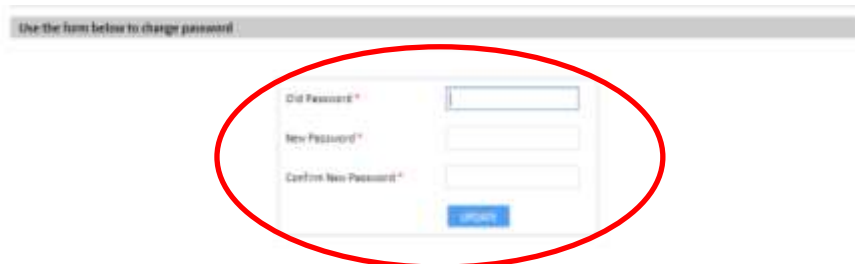 Use the form below to change password
Old Password *
New Password *
Confirm New Password *
UPDATE